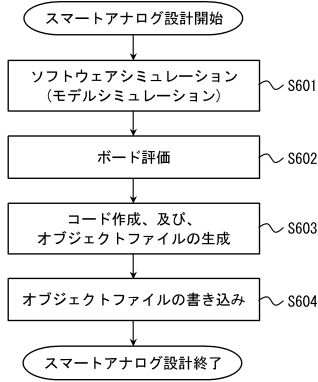 スマートアナログ設計開始
ソフトウェアシミュレーション
(モデルシミュレーション)
S601
ボード評価
S602
コード作成、及び、
オブジェクトファイルの生成
S603
オブジェクトファイルの書き込み
S604
スマートアナログ設計終了